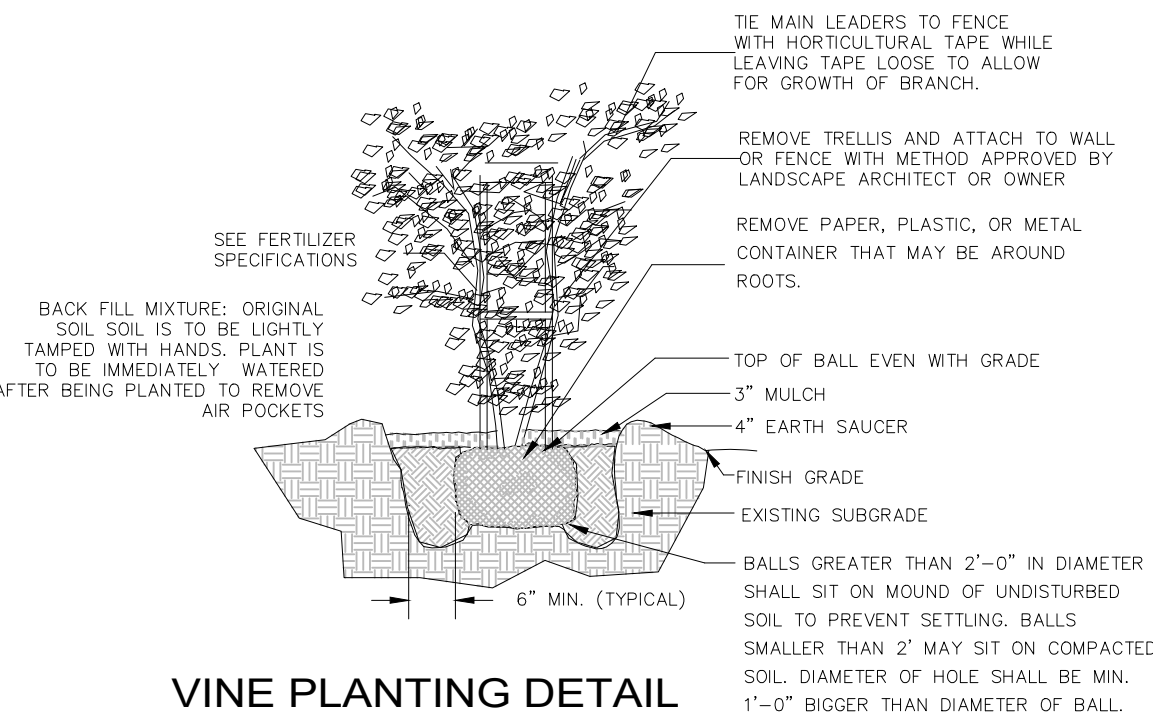 TIE MAIN LEADERS TO FENCE
WITH HORTICULTURAL TAPE WHILE
LEAVING TAPE LOOSE TO ALLOW
FOR GROWTH OF BRANCH.
REMOVE TRELLIS AND ATTACH TO WALL
OR FENCE WITH METHOD APPROVED BY
LANDSCAPE ARCHITECT OR OWNER
REMOVE PAPER, PLASTIC, OR METAL
CONTAINER THAT MAY BE AROUND
ROOTS.
SEE FERTILIZER
SPECIFICATIONS
BACK FILL MIXTURE: ORIGINAL
SOIL SOIL IS TO BE LIGHTLY
TAMPED WITH HANDS. PLANT IS
TO BE IMMEDIATELY WATERED
AFTER BEING PLANTED TO REMOVE
AIR POCKETS
TOP OF BALL EVEN WITH GRADE
3" MULCH
4" EARTH SAUCER
FINISH GRADE
EXISTING SUBGRADE
BALLS GREATER THAN 2'-0" IN DIAMETER
SHALL SIT ON MOUND OF UNDISTURBED
SOIL TO PREVENT SETTLING. BALLS
SMALLER THAN 2' MAY SIT ON COMPACTED
SOIL. DIAMETER OF HOLE SHALL BE MIN.
1'-0" BIGGER THAN DIAMETER OF BALL.
6" MIN. (TYPICAL)
VINE PLANTING DETAIL